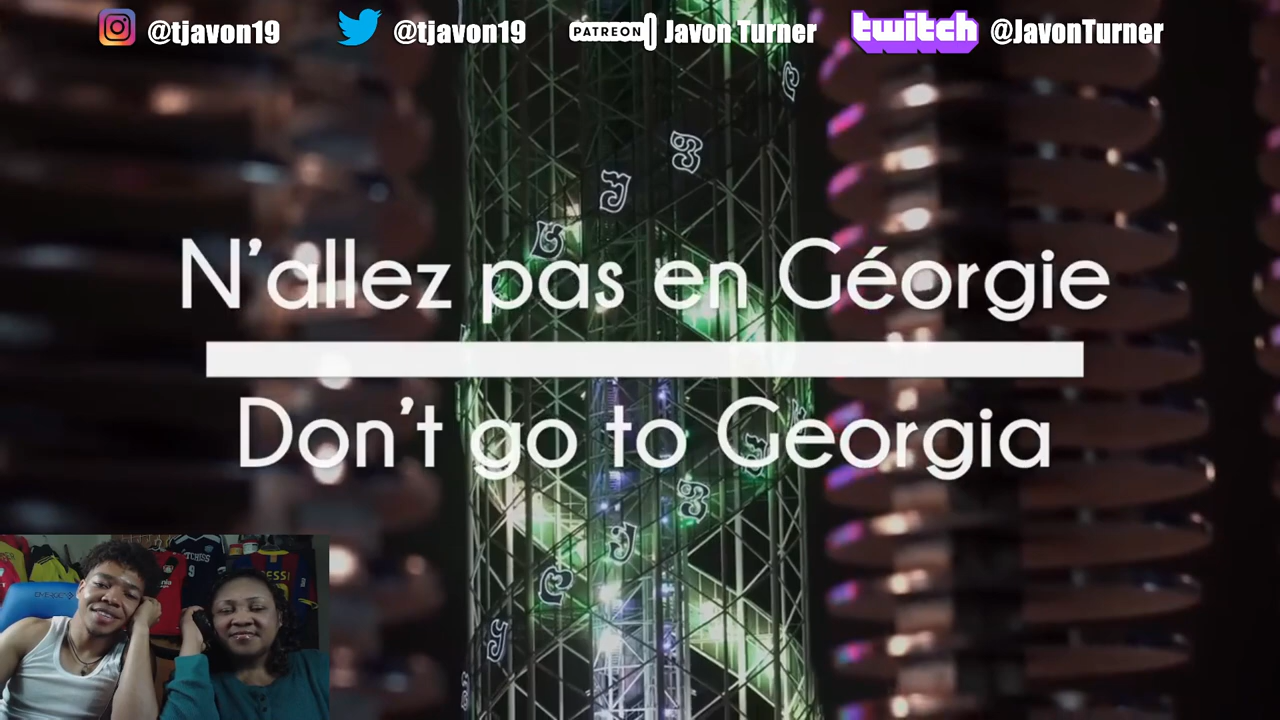 @tjavon19 @tjavon19 PATREON Javon Turner twitch @JavonTurner
N'allez pas en Géorgie
Don't go to Georgia